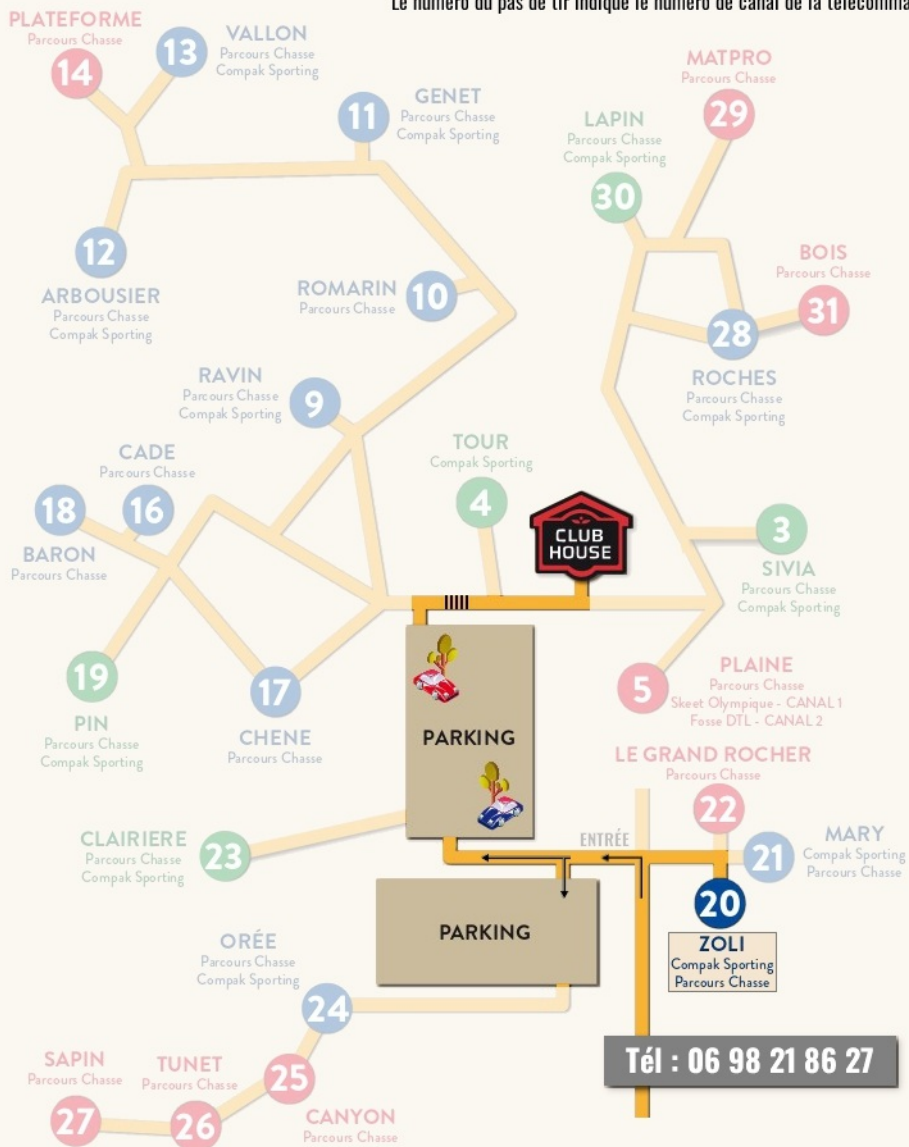 Le numéro du pas de tir indique le numéro de canal de la télécomma
PLATEFORME
Parcours Chasse
14
13
VALLON
Parcours Chasse
Compak Sporting
11
GENET
Parcours Chasse
Compak Sporting
MATPRO
Parcours Chasse
29
LAPIN
Parcours Chasse
Compak Sporting
30
12
ARBOUSIER
Parcours Chasse
Compak Sporting
ROMARIN
Parcours Chasse
10
BOIS
Parcours Chasse
31
28
ROCHES
Parcours Chasse
Compak Sporting
RAVIN
Parcours Chasse
Compak Sporting
9
TOUR
Compak Sporting
4
CADE
Parcours Chasse
16
18
BARON
Parcours Chasse
CLUB
HOUSE
3
SIVIA
Parcours Chasse
Compak Sporting
19
PIN
Parcours Chasse
Compak Sporting
17
CHENE
Parcours Chasse
PARKING
5
PLAINE
Parcours Chasse
Skeet Olympique - CANAL 1
Fosse DTL - CANAL 2
LE GRAND ROCHER
Parcours Chasse
22
CLAIRIERE
Parcours Chasse
Compak Sporting
23
ENTRÉE
21
MARY
Compak Sporting
Parcours Chasse
PARKING
20
ZOLI
Compak Sporting
Parcours Chasse
ORÉE
Parcours Chasse
Compak Sporting
24
Tél : 06 98 21 86 27
SAPIN
Parcours Chasse
27
TUNET
Parcours Chasse
26
25
CANYON
Parcours Chasse